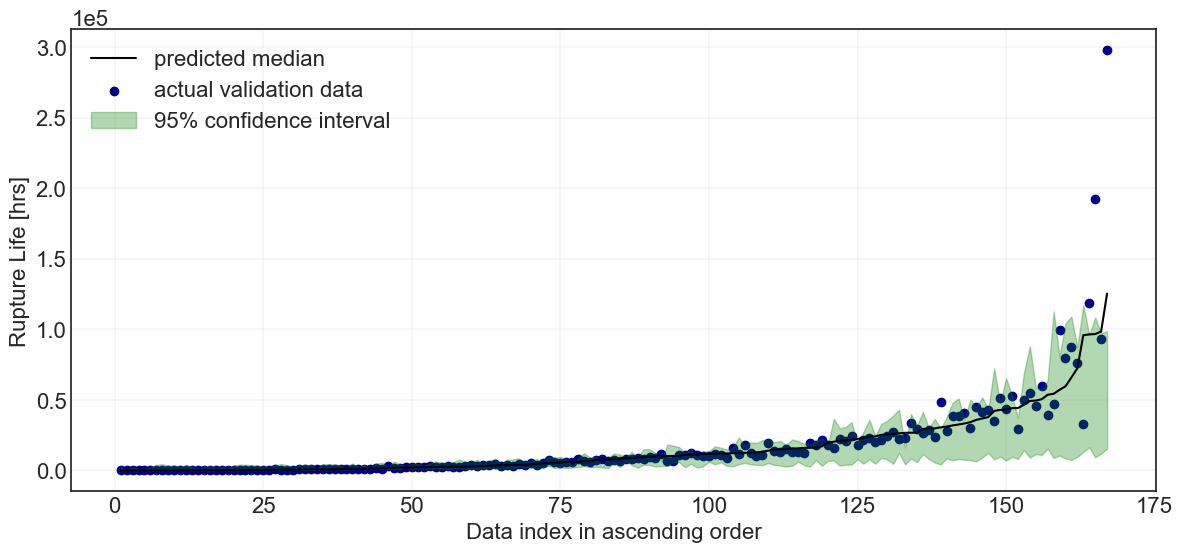 1e5
3.0
2.5
2.0
1.5
1.0
0.5
0.0
Rupture Life [hrs]
predicted median
actual validation data
95% confidence interval
0 25 50 75 100 125 150 175
Data index in ascending order